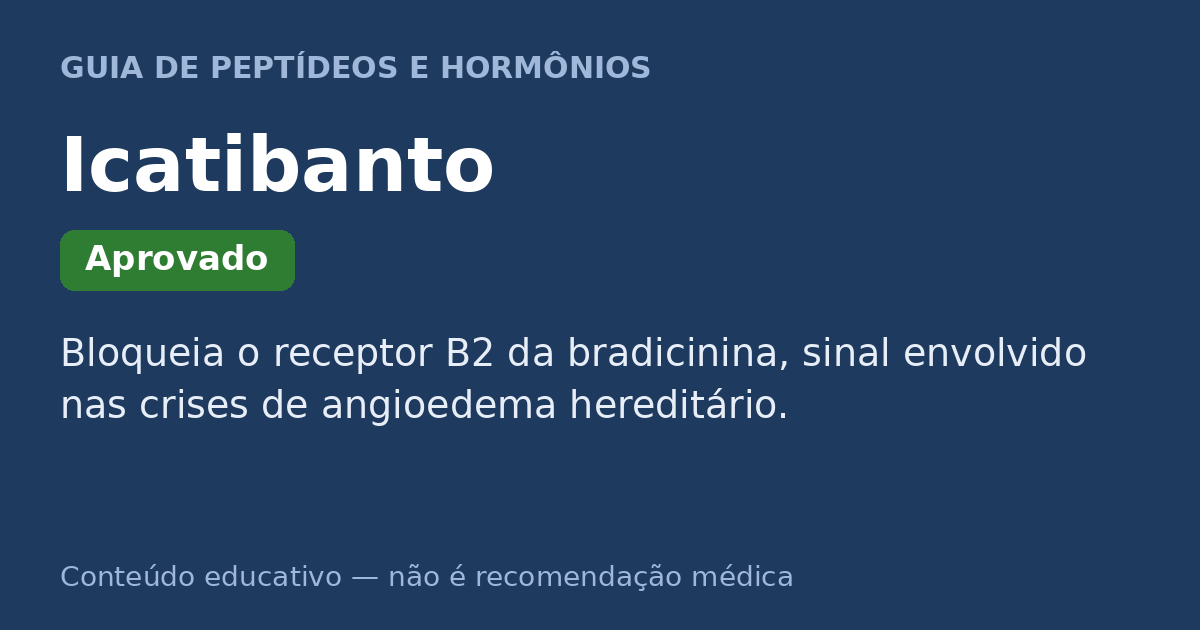 GUIA DE PEPTÍDEOS E HORMÔNIOS
Icatibanto
Aprovado
Bloqueia o receptor B2 da bradicinina, sinal envolvido
nas crises de angioedema hereditário.
Conteúdo educativo — não é recomendação médica